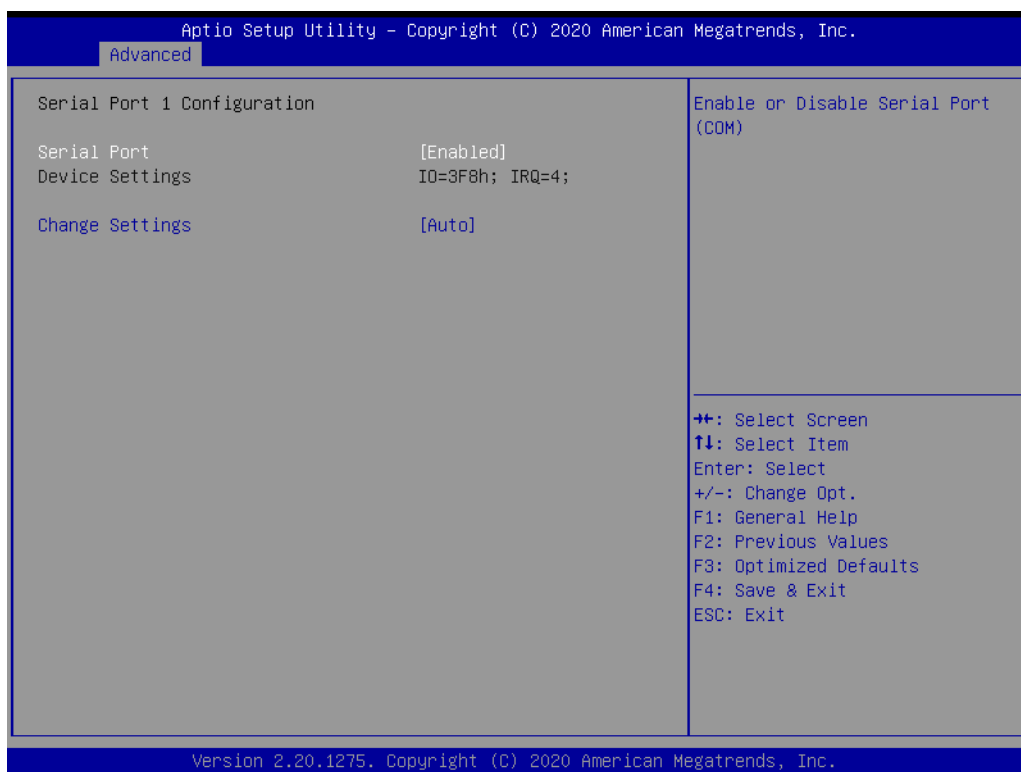 Aptio Setup Utility – Copyright (C) 2020 American Megatrends, Inc.
Advanced
Serial Port 1 Configuration
Serial Port [Enabled]
Device Settings IO=3F8h; IRQ=4;
Change Settings [Auto]
Enable or Disable Serial Port
(COM)
→←: Select Screen
↑↓: Select Item
Enter: Select
+/-: Change Opt.
F1: General Help
F2: Previous Values
F3: Optimized Defaults
F4: Save & Exit
ESC: Exit
Version 2.20.1275. Copyright (C) 2020 American Megatrends, Inc.